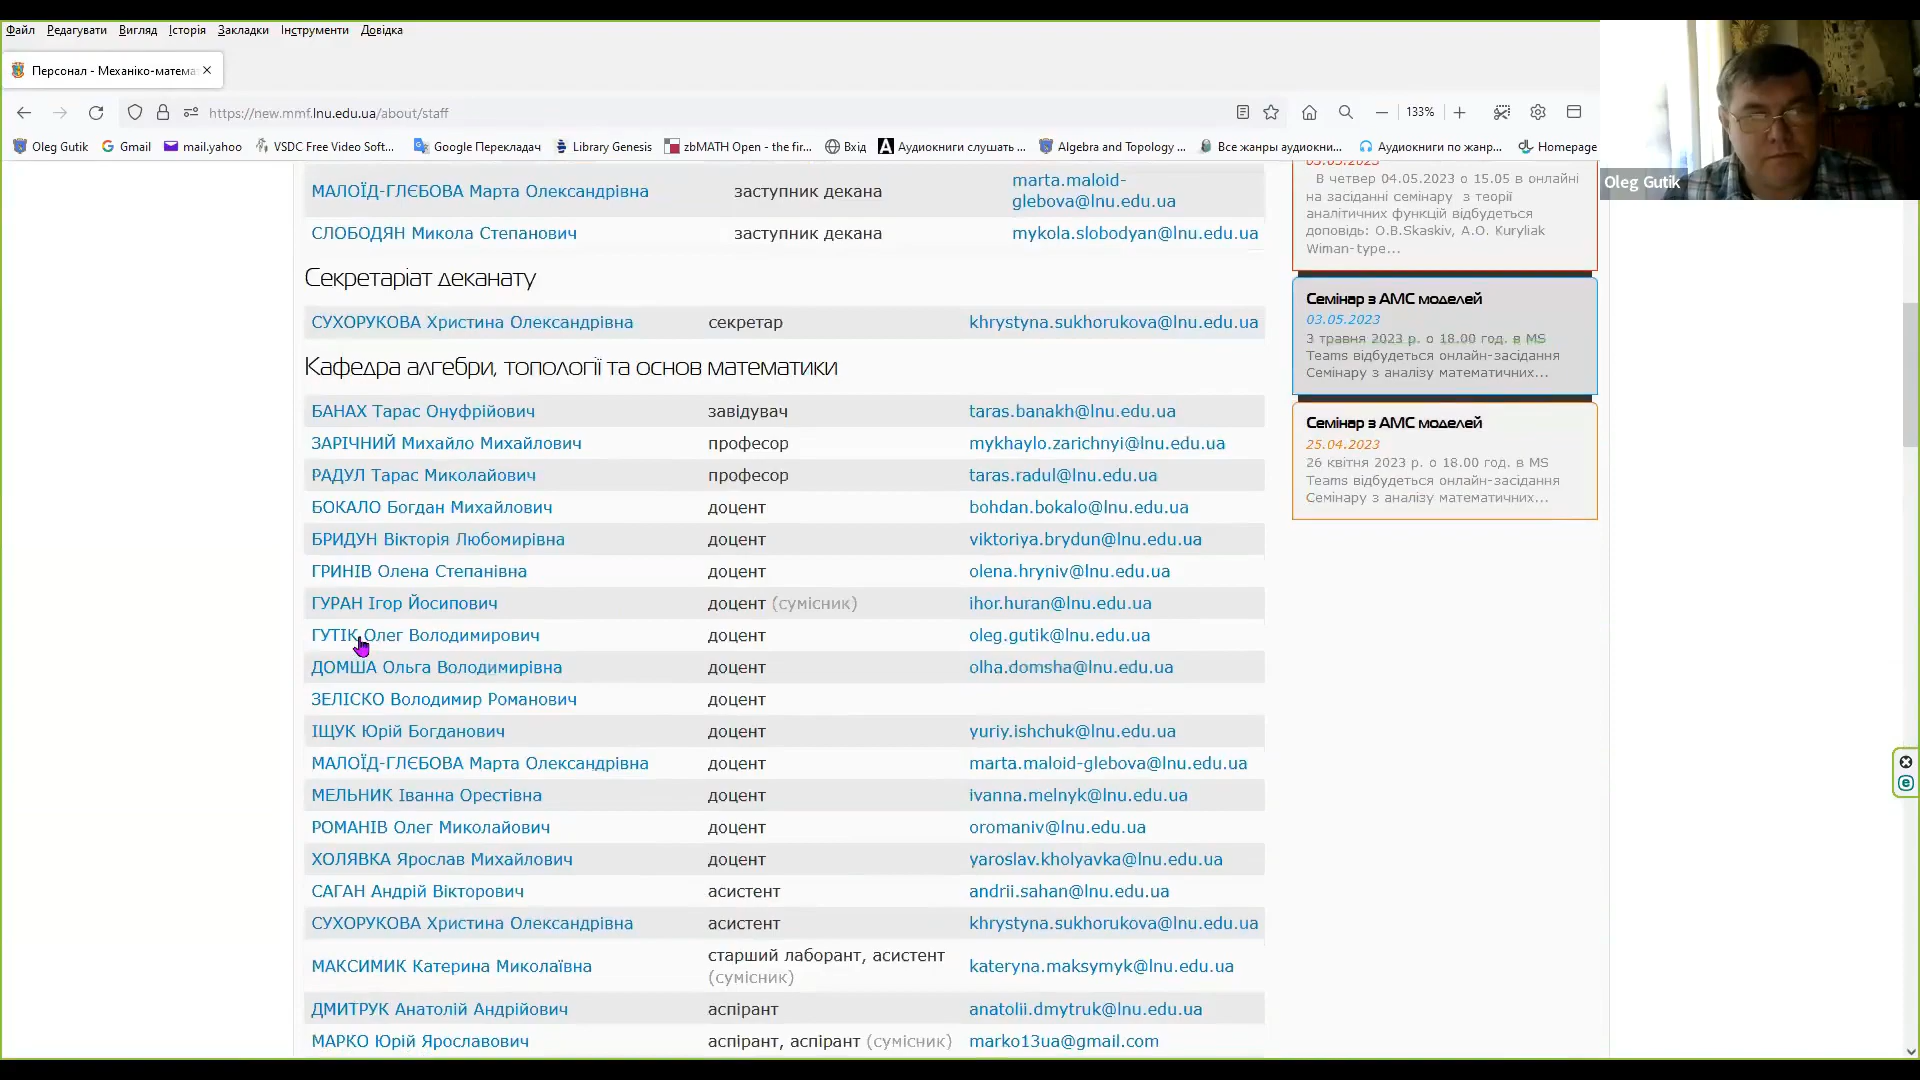 Файл Редагувати Вигляд Історія Закладки Інструменти Довідка
Персонал - Механіко-матема
https://new.mmf.lnu.edu.ua/about/staff
133%
Oleg Gutik Gmail mail.yahoo VSDC Free Video Soft... Google Перекладач Library Genesis zbMATH Open - the fir... Вхід Аудиокниги слушать ... Algebra and Topology ... Все жанры аудиокни... Аудиокниги по жанр... Homepage
Oleg Gutik
МАЛОЇД-ГЛЄБОВА Марта Олександрівна заступник декана marta.maloid-
glebova@lnu.edu.ua
СЛОБОДЯН Микола Степанович заступник декана mykola.slobodyan@lnu.edu.ua
Секретаріат деканату
СУХОРУКОВА Христина Олександрівна секретар khrystyna.sukhorukova@lnu.edu.ua
Кафедра алгебри, топології та основ математики
БАНАХ Тарас Онуфрійович завідувач taras.banakh@lnu.edu.ua
ЗАРІЧНИЙ Михайло Михайлович професор mykhaylo.zarichnyi@lnu.edu.ua
РАДУЛ Тарас Миколайович професор taras.radul@lnu.edu.ua
БОКАЛО Богдан Михайлович доцент bohdan.bokalo@lnu.edu.ua
БРИДУН Вікторія Любомирівна доцент viktoriya.brydun@lnu.edu.ua
ГРИНІВ Олена Степанівна доцент olena.hryniv@lnu.edu.ua
ГУРАН Ігор Йосипович доцент (сумісник) ihor.huran@lnu.edu.ua
ГУТІК Олег Володимирович доцент oleg.gutik@lnu.edu.ua
ДОМША Ольга Володимирівна доцент olha.domsha@lnu.edu.ua
ЗЕЛІСКО Володимир Романович доцент
ІЩУК Юрій Богданович доцент yuriy.ishchuk@lnu.edu.ua
МАЛОЇД-ГЛЄБОВА Марта Олександрівна доцент marta.maloid-glebova@lnu.edu.ua
МЕЛЬНИК Іванна Орестівна доцент ivanna.melnyk@lnu.edu.ua
РОМАНІВ Олег Миколайович доцент oromaniv@lnu.edu.ua
ХОЛЯВКА Ярослав Михайлович доцент yaroslav.kholyavka@lnu.edu.ua
САГАН Андрій Вікторович асистент andrii.sahan@lnu.edu.ua
СУХОРУКОВА Христина Олександрівна асистент khrystyna.sukhorukova@lnu.edu.ua
МАКСИМИК Катерина Миколаївна старший лаборант, асистент
(сумісник) kateryna.maksymyk@lnu.edu.ua
ДМИТРУК Анатолій Андрійович аспірант anatolii.dmytruk@lnu.edu.ua
МАРКО Юрій Ярославович аспірант, аспірант (сумісник) marko13ua@gmail.com
В четвер 04.05.2023 о 15.05 в онлайні
на засіданні семінару з теорії
аналітичних функцій відбудеться
доповідь: O.B.Skaskiv, A.O. Kuryliak
Wiman-type...
Семінар з АМС моделей
03.05.2023
3 травня 2023 р. о 18.00 год. в MS
Teams відбудеться онлайн-засідання
Семінару з аналізу математичних...
Семінар з АМС моделей
25.04.2023
26 квітня 2023 р. о 18.00 год. в MS
Teams відбудеться онлайн-засідання
Семінару з аналізу математичних...